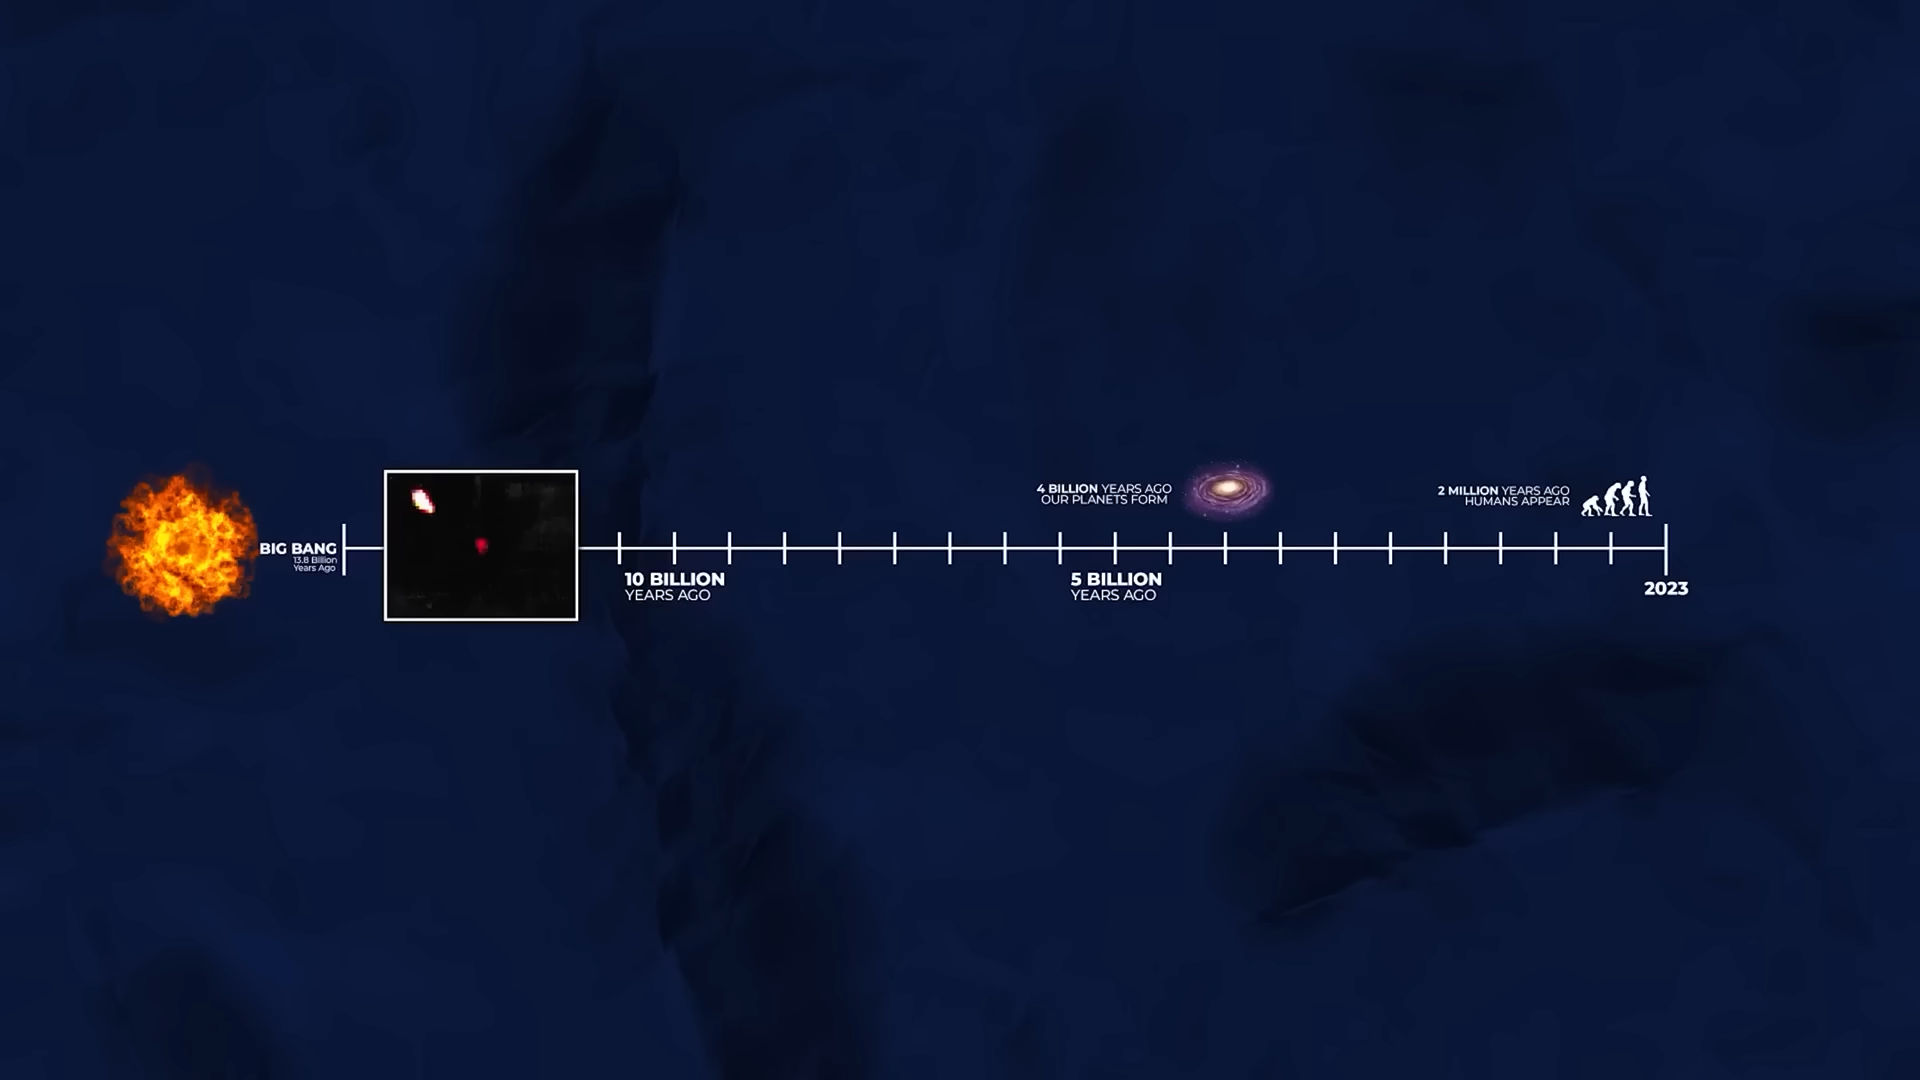 BIG BANG
13.8 Billion
Years Ago
10 BILLION
YEARS AGO
4 BILLION YEARS AGO
OUR PLANETS FORM
5 BILLION
YEARS AGO
2 MILLION YEARS AGO
HUMANS APPEAR
2023